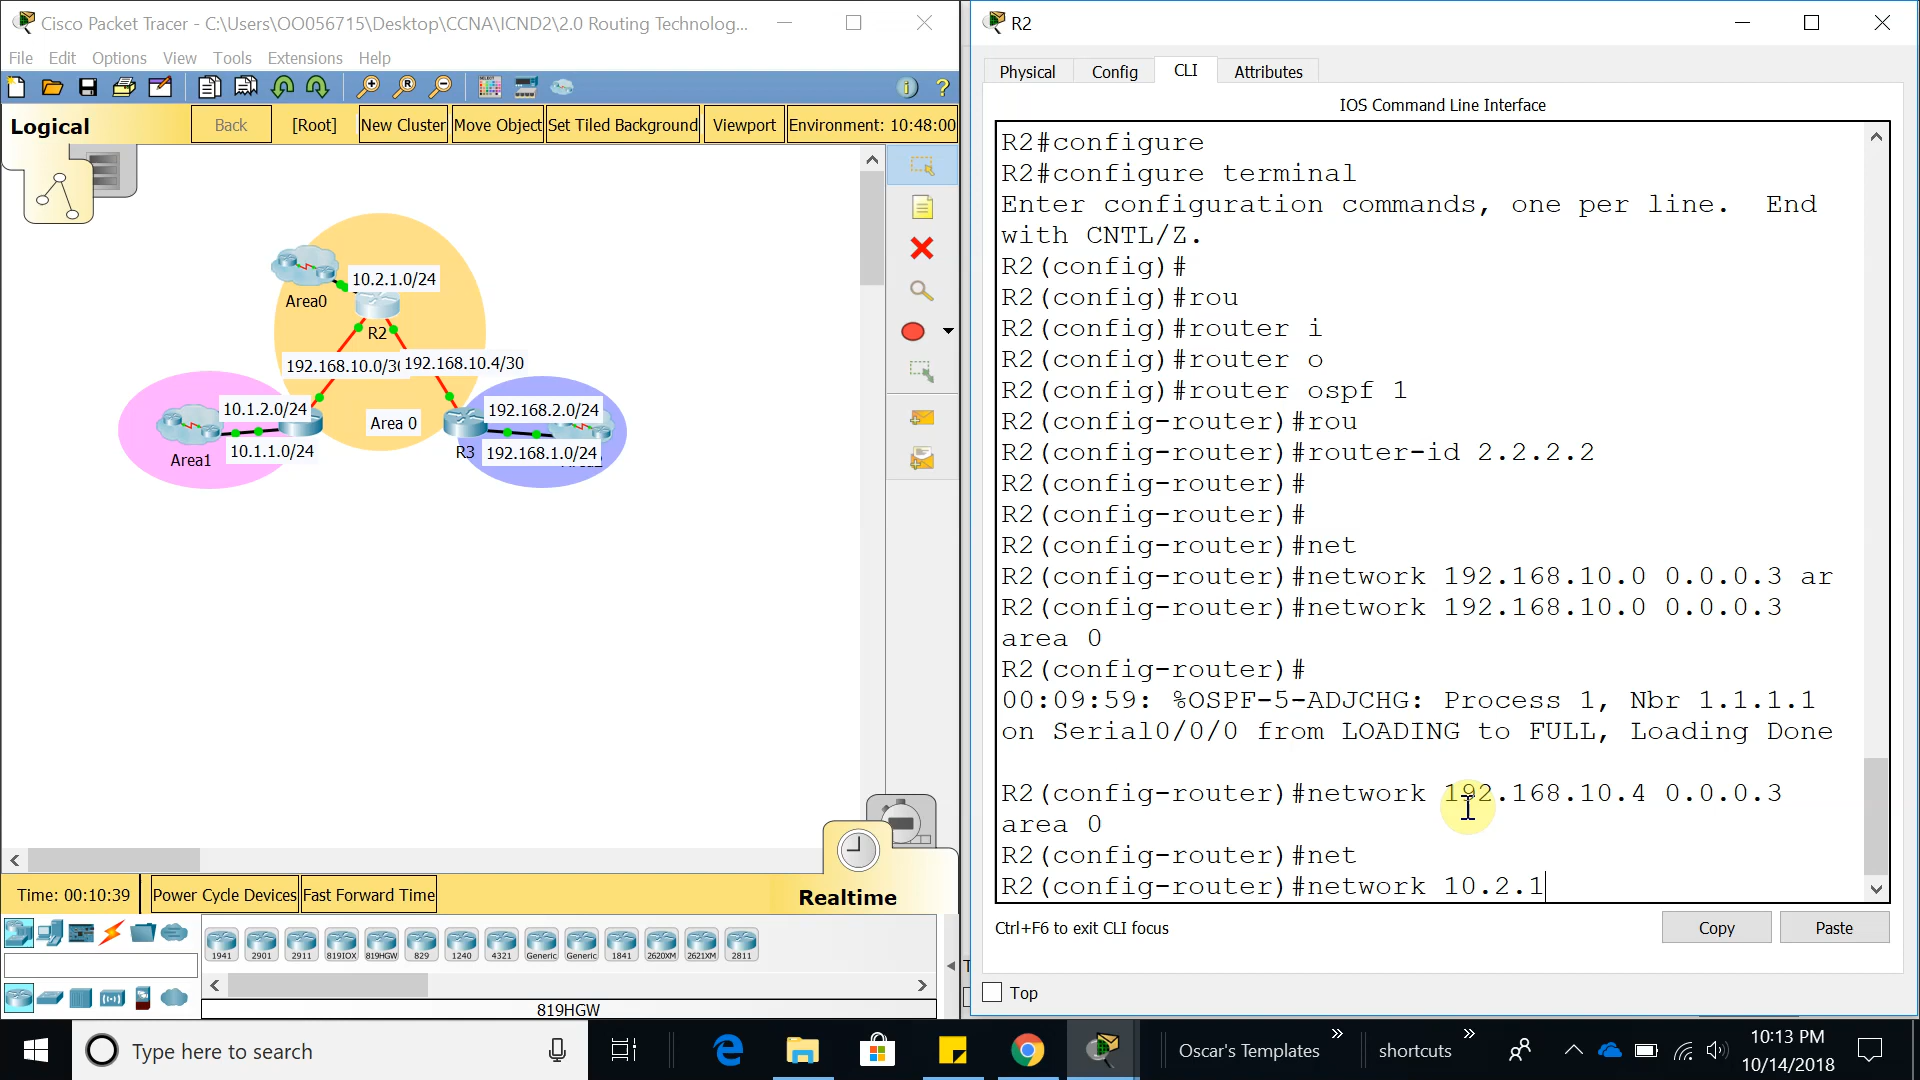 Cisco Packet Tracer - C:\Users\OO056715\Desktop\CCNA\ICND2\2.0 Routing Technolog...
File Edit Options View Tools Extensions Help
Logical
Back
[Root]
New Cluster
Move Object
Set Tiled Background
Viewport
Environment: 10:48:00
10.2.1.0/24
Area0
R2
192.168.10.0/30
192.168.10.4/30
10.1.2.0/24
Area 0
192.168.2.0/24
10.1.1.0/24
R3
192.168.1.0/24
Area1
Time: 00:10:39
Power Cycle Devices
Fast Forward Time
Realtime
1941
2901
2911
819IOX
819HGW
829
1240
4321
Generic
Generic
1841
2620XM
2621XM
2811
819HGW
R2
Physical
Config
CLI
Attributes
IOS Command Line Interface
R2#configure
R2#configure terminal
Enter configuration commands, one per line.  End
with CNTL/Z.
R2(config)#
R2(config)#rou
R2(config)#router i
R2(config)#router o
R2(config)#router ospf 1
R2(config-router)#rou
R2(config-router)#router-id 2.2.2.2
R2(config-router)#
R2(config-router)#
R2(config-router)#net
R2(config-router)#network 192.168.10.0 0.0.0.3 ar
R2(config-router)#network 192.168.10.0 0.0.0.3
area 0
R2(config-router)#
00:09:59: %OSPF-5-ADJCHG: Process 1, Nbr 1.1.1.1
on Serial0/0/0 from LOADING to FULL, Loading Done
R2(config-router)#network 192.168.10.4 0.0.0.3
area 0
R2(config-router)#net
R2(config-router)#network 10.2.1
Ctrl+F6 to exit CLI focus
Copy
Paste
Top
Type here to search
Oscar's Templates
shortcuts
10:13 PM
10/14/2018